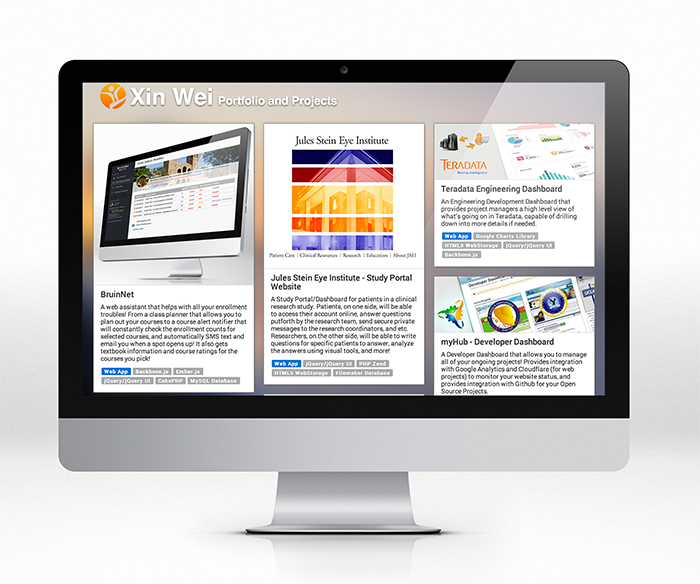 Xin Wei Portfolio and Projects
BruinNet
A web assistant that helps with all your enrollment
troubles! From a class planner that allows you to
plan out your courses to a course alert notifier that
will constantly check the enrollment counts for
selected courses, and automatically SMS text and
email you when a spot opens up! It also gets
textbook information and course ratings for the
courses you pick!
Web App Backbone.js Ember.js
jQuery/jQuery UI CakePHP MySQL Database
Jules Stein Eye Institute
Patient Care | Clinical Resources | Research | Education | About JSEI
Jules Stein Eye Institute - Study Portal
Website
A Study Portal/Dashboard for patients in a clinical
research study. Patients, on one side, will be able
to access their account online, answer questions
putforth by the research team, send secure private
messages to the research coordinators, and etc.
Researchers, on the other side, will be able to write
questions for specific patients to answer, analyze
the answers using visual tools, and more!
Web App jQuery/jQuery UI PHP Zend
HTML5 WebStorage Filemaker Database
TERADATA
Teradata Engineering Dashboard
An Engineering Development Dashboard that
provides project managers a high level view of
what's going on in Teradata, capable of drilling
down into more details if needed.
Web App Google Charts Library
HTML5 WebStorage jQuery/jQuery UI
Backbone.js
Developer Dashboard
myHub - Developer Dashboard
A Developer Dashboard that allows you to manage
all of your ongoing projects! Provides integration
with Google Analytics and Cloudflare (for web
projects) to monitor your website status, and
provides integration with Github for your Open
Source Projects.